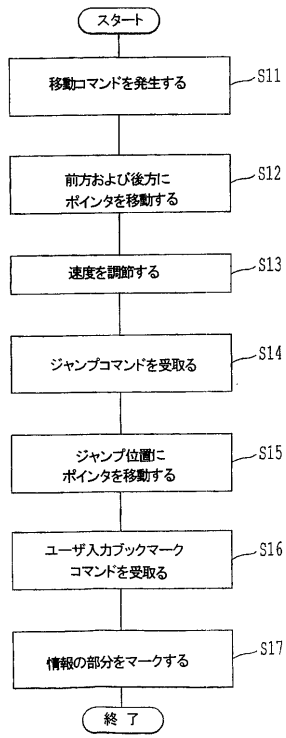 スタート
移動コマンドを発生する
S11
前方および後方に
ポインタを移動する
S12
速度を調節する
S13
ジャンプコマンドを受取る
S14
ジャンプ位置に
ポインタを移動する
S15
ユーザ入力ブックマーク
コマンドを受取る
S16
情報の部分をマークする
S17
終了